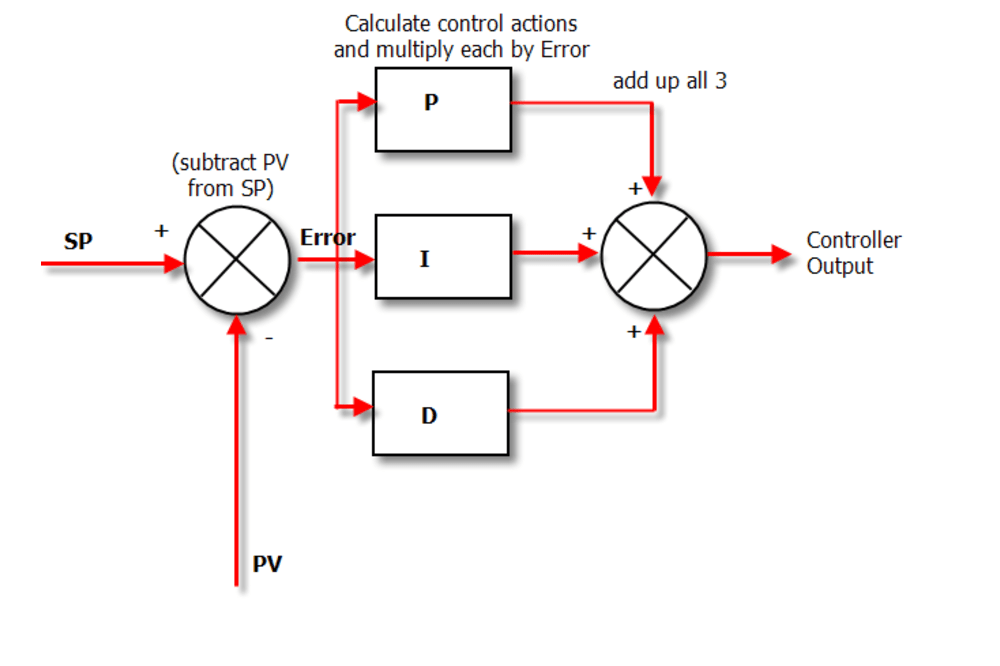 Calculate control actions
and multiply each by Error
add up all 3
P
(subtract PV
from SP)
+
SP
+
Error
I
+
Controller
Output
-
+
D
PV